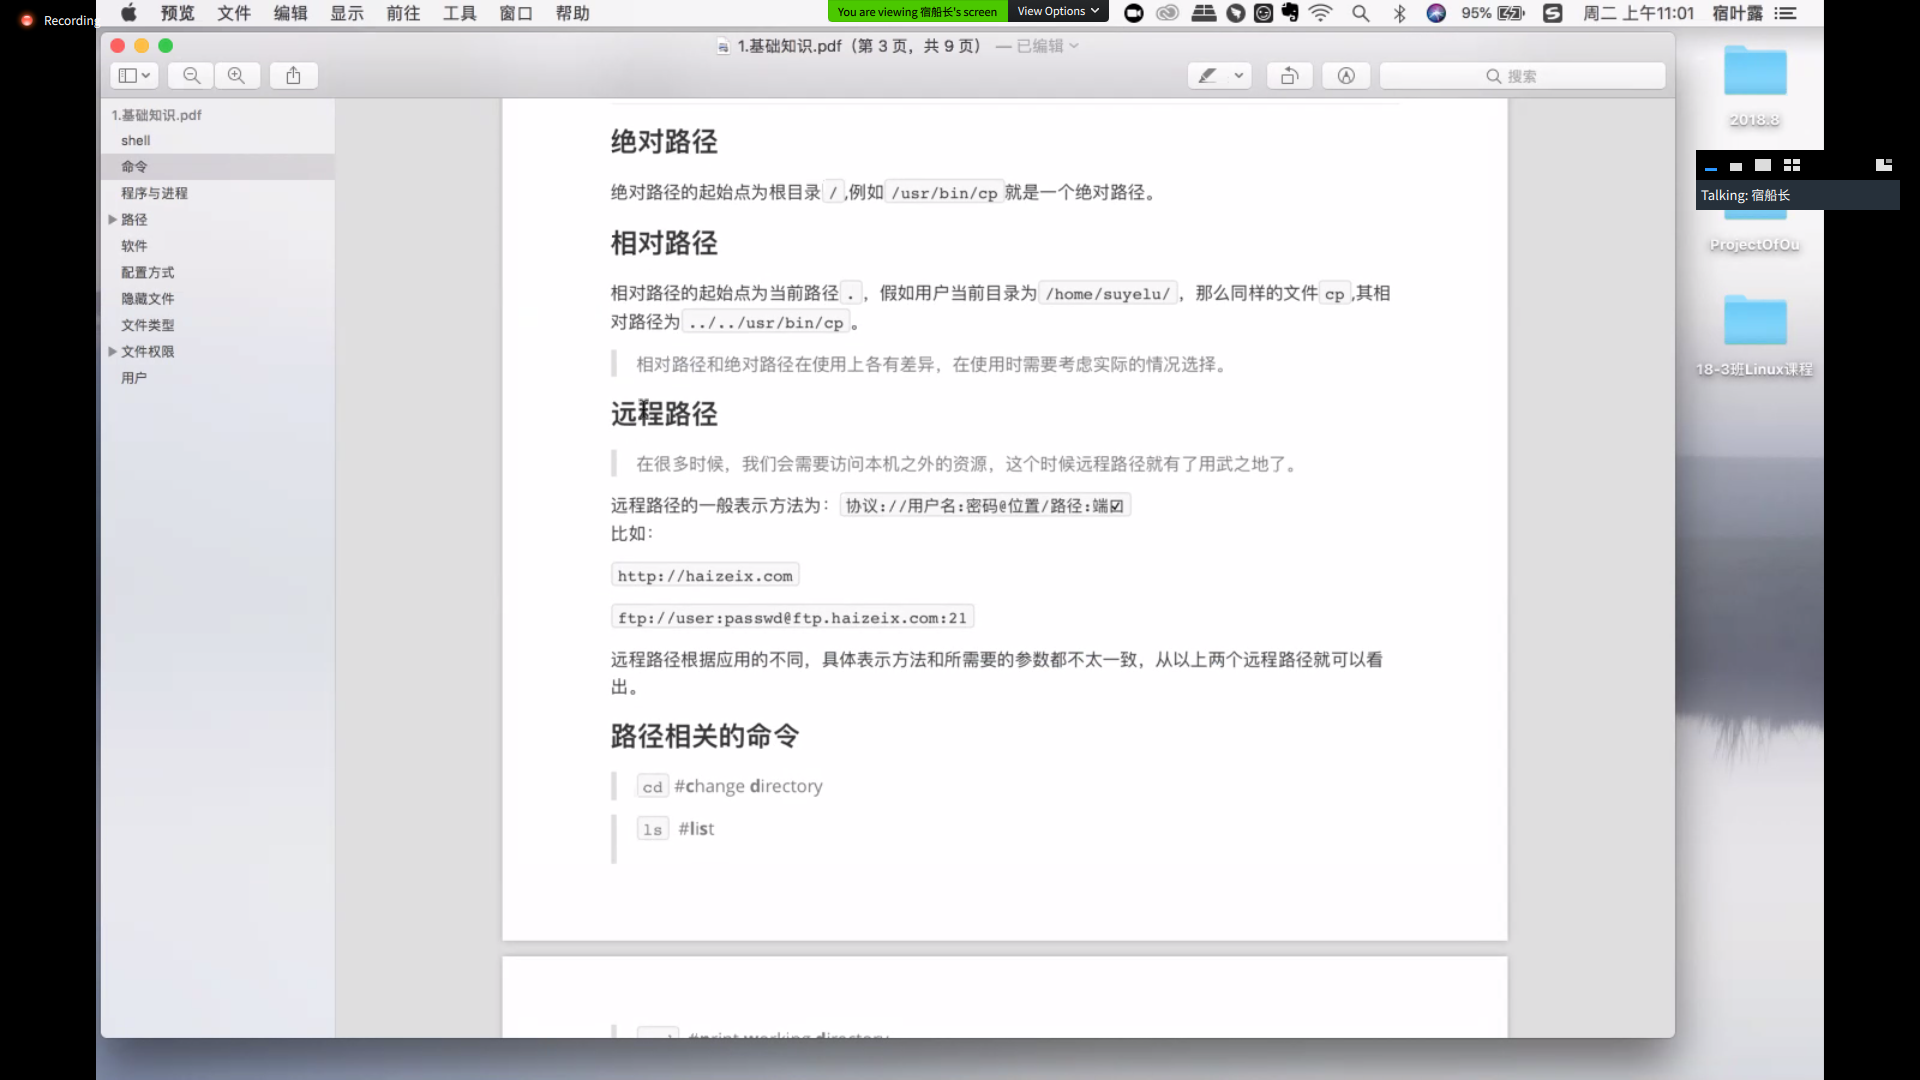 Recording
预览 文件 编辑 显示 前往 工具 窗口 帮助
You are viewing 宿船长's screen View Options
95% 周二 上午11:01 宿叶露
1.基础知识.pdf（第 3 页，共 9 页） — 已编辑
搜索
1.基础知识.pdf
shell
命令
程序与进程
路径
软件
配置方式
隐藏文件
文件类型
文件权限
用户
绝对路径
绝对路径的起始点为根目录 / ,例如 /usr/bin/cp 就是一个绝对路径。
相对路径
相对路径的起始点为当前路径 . ，假如用户当前目录为 /home/suyelu/ ，那么同样的文件 cp ,其相
对路径为 ../../usr/bin/cp 。
相对路径和绝对路径在使用上各有差异，在使用时需要考虑实际的情况选择。
远程路径
在很多时候，我们会需要访问本机之外的资源，这个时候远程路径就有了用武之地了。
远程路径的一般表示方法为： 协议://用户名:密码@位置/路径:端☑
比如：
http://haizeix.com
ftp://user:passwd@ftp.haizeix.com:21
远程路径根据应用的不同，具体表示方法和所需要的参数都不太一致，从以上两个远程路径就可以看
出。
路径相关的命令
cd #change directory
ls #list
#print working directory
2018.8
Talking: 宿船长
ProjectOfOu
18-3班Linux课程